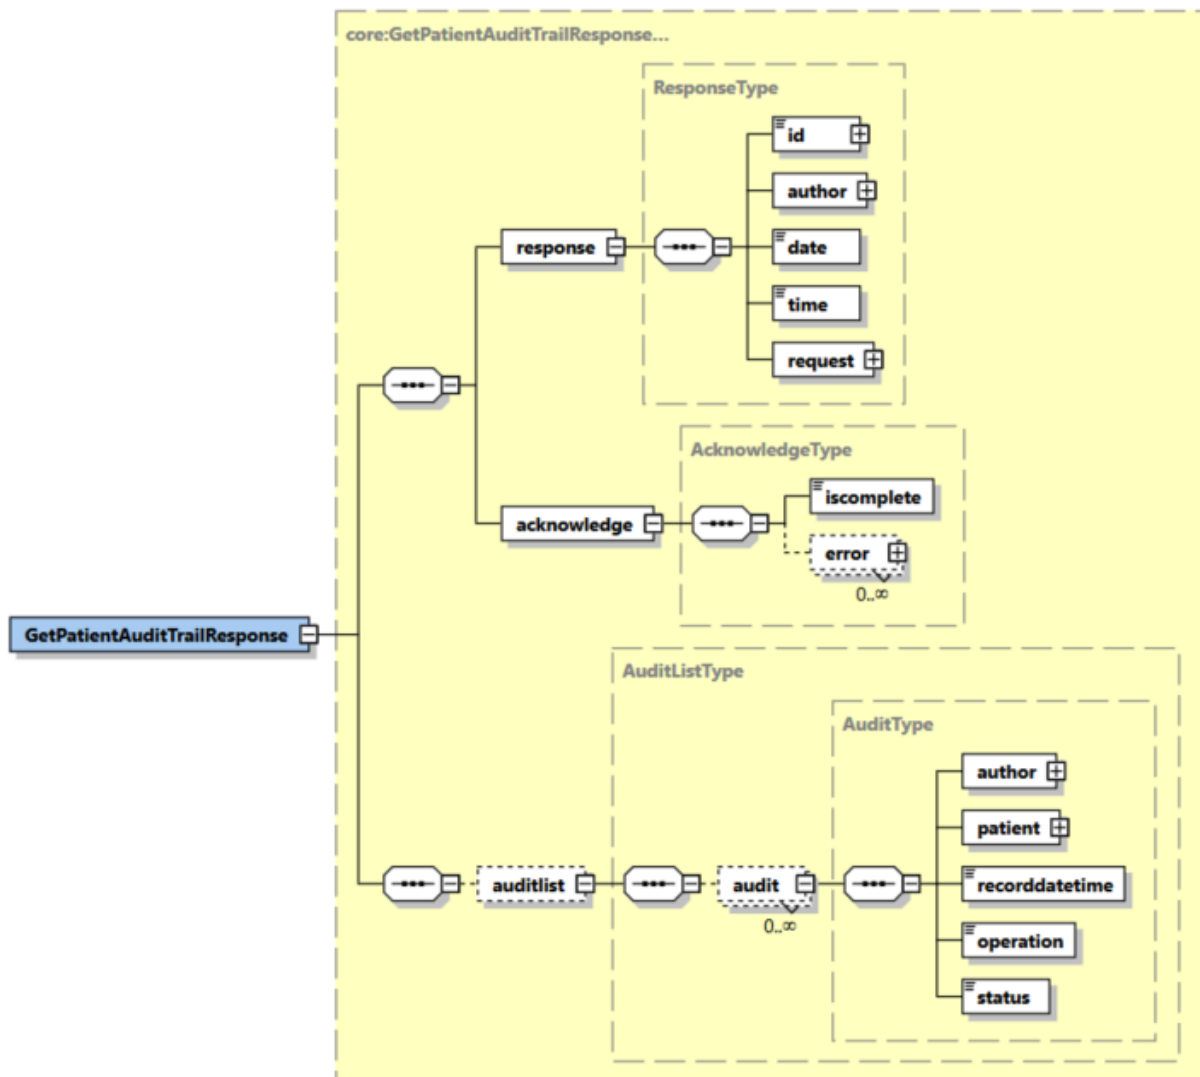 core:GetPatientAuditTrailResponse...
ResponseType
id
author
response
date
time
request
AcknowledgeType
iscomplete
acknowledge
error
0..∞
GetPatientAuditTrailResponse
AuditListType
AuditType
author
patient
auditlist
audit
recorddatetime
0..∞
operation
status